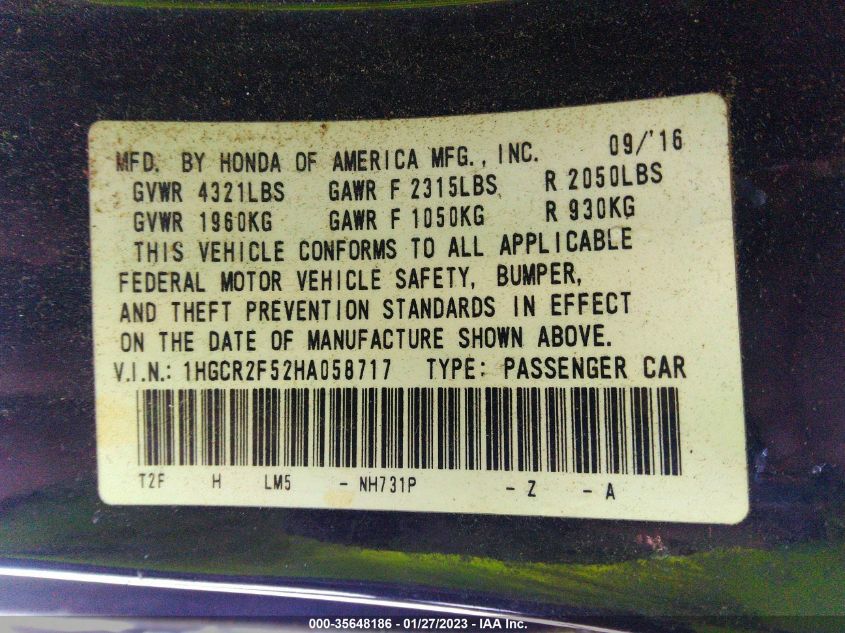 MFD. BY HONDA OF AMERICA MFG., INC. 09/'16
GVWR 4321LBS GAWR F 2315LBS R 2050LBS
GVWR 1960KG GAWR F 1050KG R 930KG
THIS VEHICLE CONFORMS TO ALL APPLICABLE
FEDERAL MOTOR VEHICLE SAFETY, BUMPER,
AND THEFT PREVENTION STANDARDS IN EFFECT
ON THE DATE OF MANUFACTURE SHOWN ABOVE.
V.I.N.: 1HGCR2F52HA058717 TYPE: PASSENGER CAR
T2F H LM5 - NH731P - Z - A
000-35648186 - 01/27/2023 - IAA Inc.